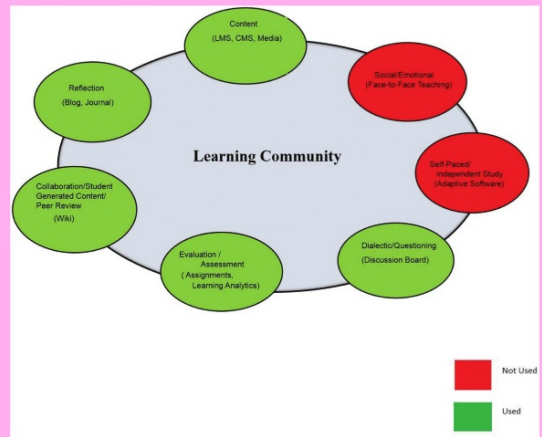 Content
(LMS, CMS, Media)
Social/Emotional
(Face-to-Face Teaching)
Reflection
(Blog, Journal)
Learning Community
Self-Paced/
Independent Study
(Adaptive Software)
Collaboration/Student
Generated Content/
Peer Review
(Wiki)
Evaluation /
Assessment
( Assignments,
Learning Analytics)
Dialectic/Questioning
(Discussion Board)
Not Used
Used